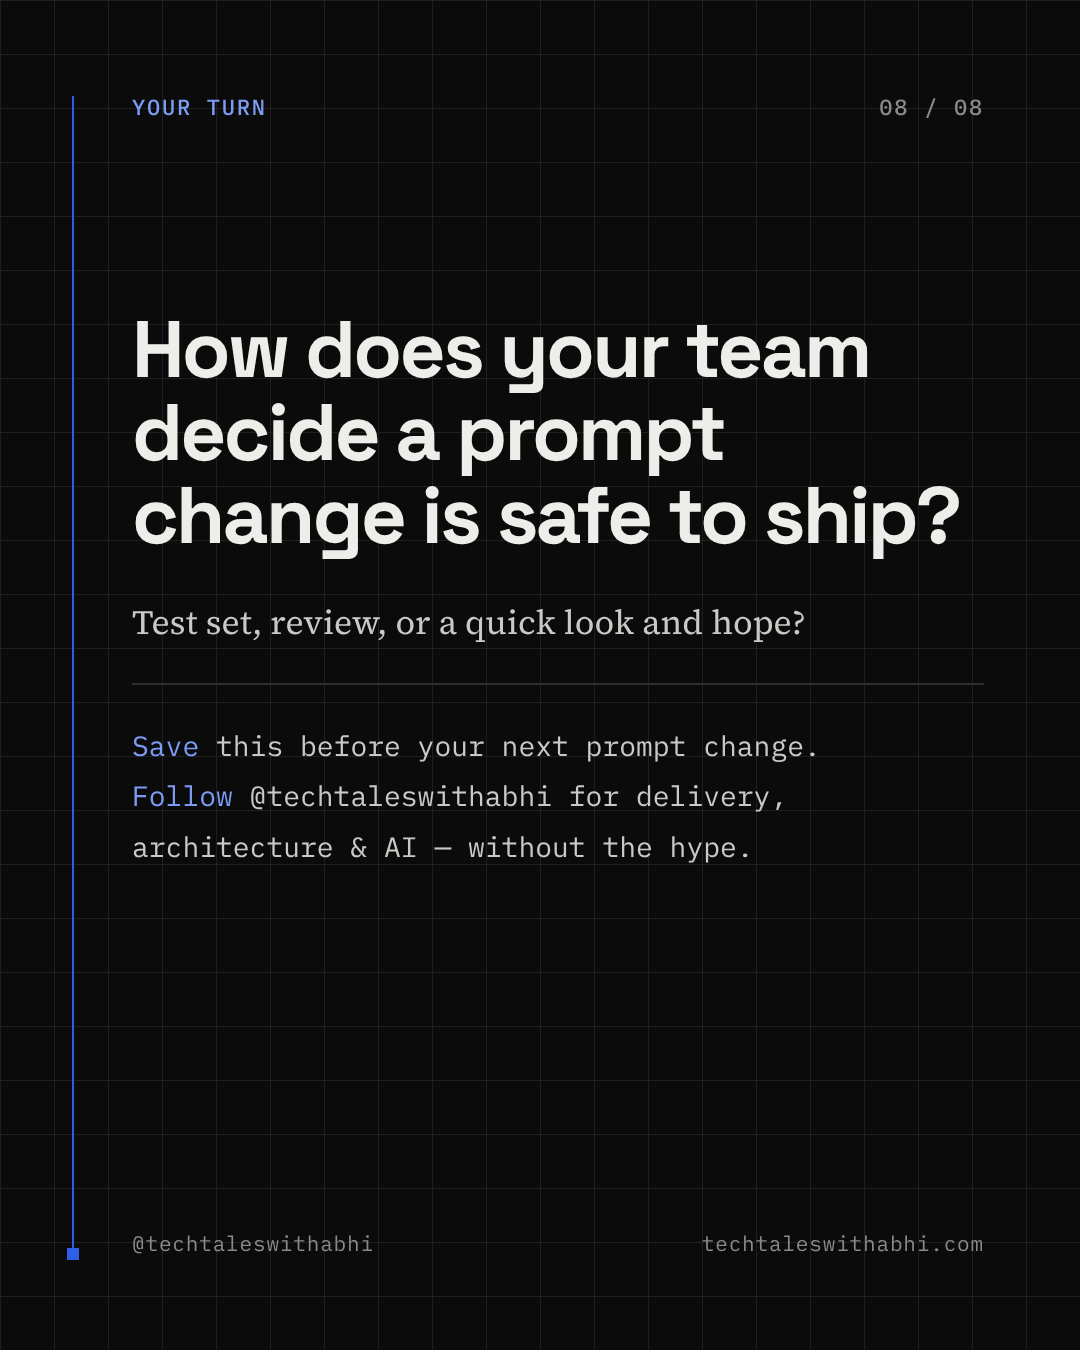 YOUR TURN
08 / 08
How does your team
decide a prompt
change is safe to ship?
Test set, review, or a quick look and hope?
Save this before your next prompt change.
Follow @techtaleswithabhi for delivery,
architecture & AI — without the hype.
@techtaleswithabhi
techtaleswithabhi.com